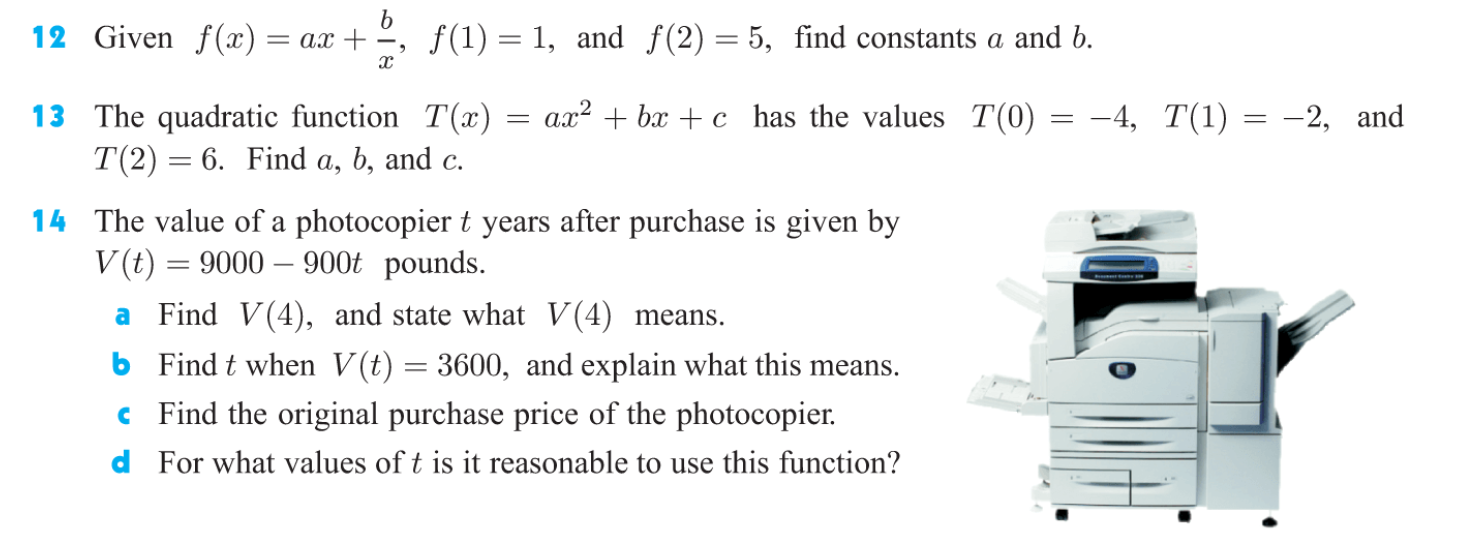 12 Given f(x) = ax + b/x, f(1) = 1, and f(2) = 5, find constants a and b.
13 The quadratic function T(x) = ax² + bx + c has the values T(0) = −4, T(1) = −2, and
T(2) = 6. Find a, b, and c.
14 The value of a photocopier t years after purchase is given by
V(t) = 9000 − 900t pounds.
a Find V(4), and state what V(4) means.
b Find t when V(t) = 3600, and explain what this means.
c Find the original purchase price of the photocopier.
d For what values of t is it reasonable to use this function?